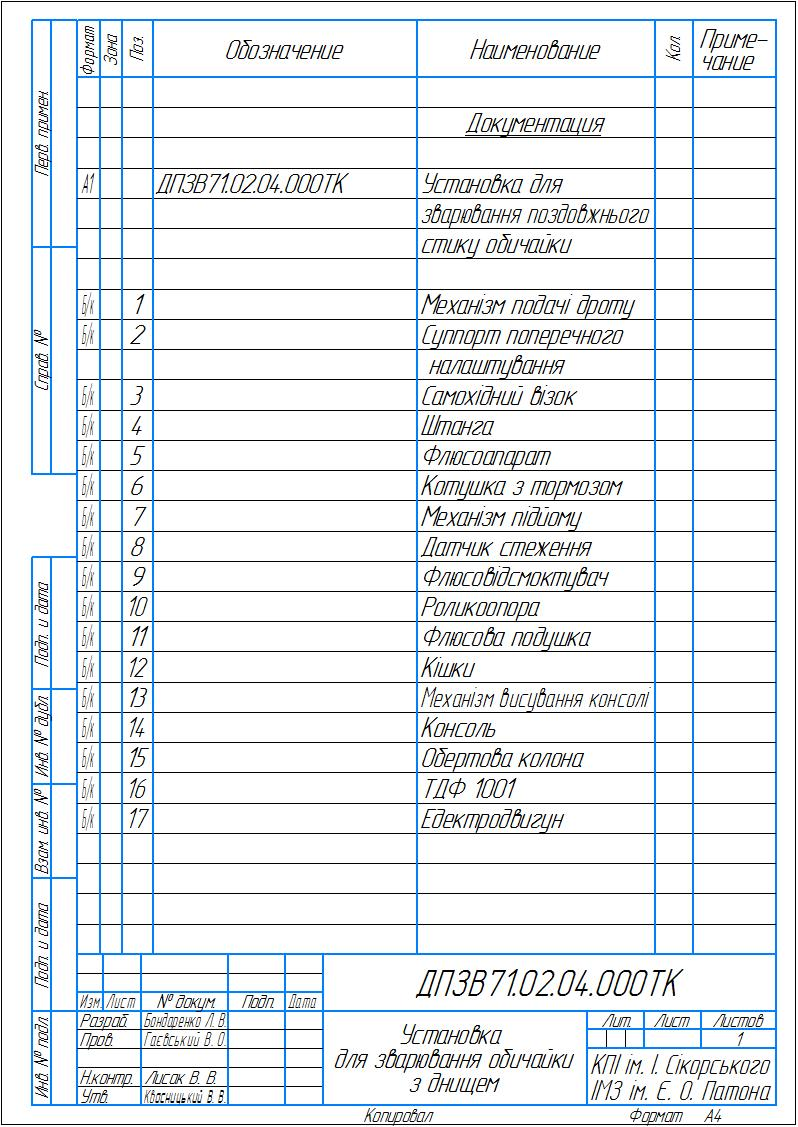 Формат Зона Поз. Обозначение Наименование Кол. Приме-
чание
Документация
А1 ДПЗВ71.02.04.000ТК Установка для
зварювання поздовжнього
стику обичайки
Б/к 1 Механізм подачі дроту
Б/к 2 Суппорт поперечного
налаштування
Б/к 3 Самохідний візок
Б/к 4 Штанга
Б/к 5 Флюсоапарат
Б/к 6 Котушка з тормозом
Б/к 7 Механізм підйому
Б/к 8 Датчик стеження
Б/к 9 Флюсовідсмоктувач
Б/к 10 Роликоопора
Б/к 11 Флюсова подушка
Б/к 12 Кішки
Б/к 13 Механізм висування консолі
Б/к 14 Консоль
Б/к 15 Обертова колона
Б/к 16 ТДФ 1001
Б/к 17 Едектродвигун
Перв. примен.
Справ. №
Подп. и дата
Инв. № дубл.
Взам. инв. №
Подп. и дата
Инв. № подл.
ДПЗВ71.02.04.000ТК
Изм. Лист № докум. Подп. Дата
Разраб. Бондаренко Л. В.
Пров. Гаєвський В. О.
Н.контр. Лисак В. В.
Утв. Квасницький В. В.
Установка
для зварювання обичайки
з днищем
Лит. Лист Листов
1
КПІ ім. І. Сікорського
ІМЗ ім. Е. О. Патона
Копировал Формат А4